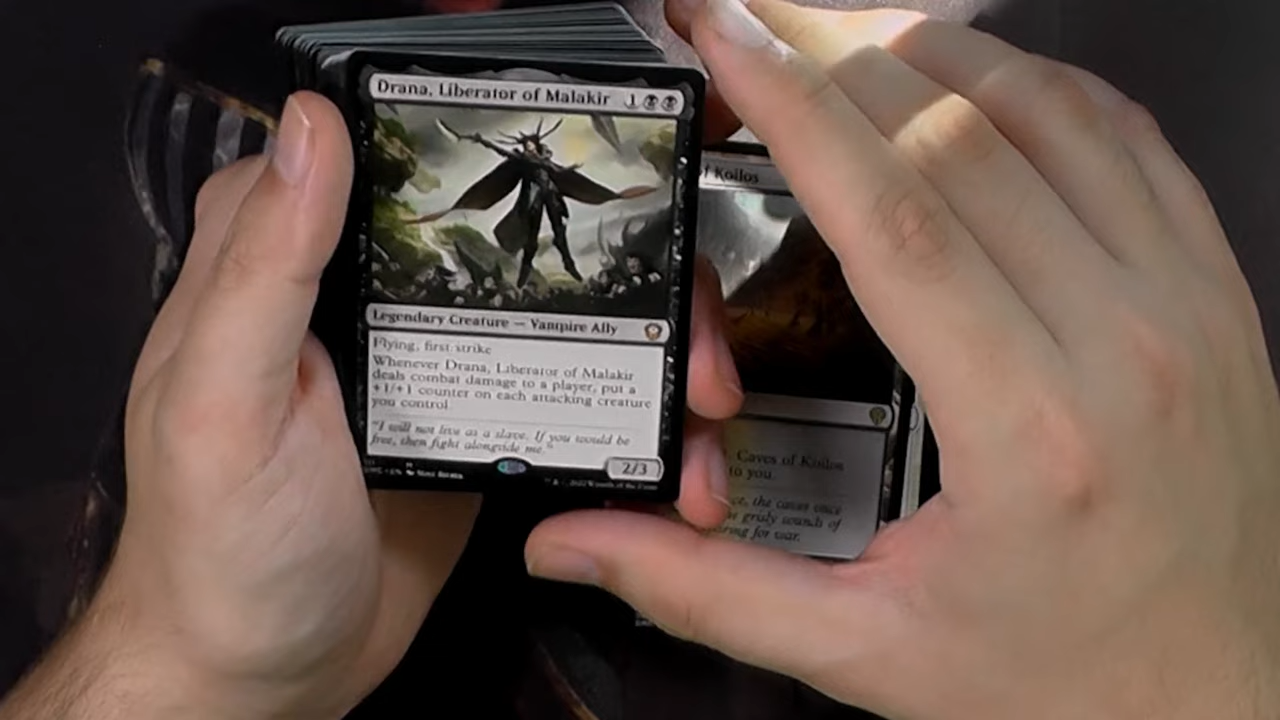 Drana, Liberator of Malakir 1
Legendary Creature — Vampire Ally
Flying, first strike
Whenever Drana, Liberator of Malakir
deals combat damage to a player, put a
+1/+1 counter on each attacking creature
you control.
"I will not live as a slave. If you would be
free, then fight alongside me."
2/3
of Koilos
Caves of Koilos
to you.
the caves once
grisly sounds of
for war.